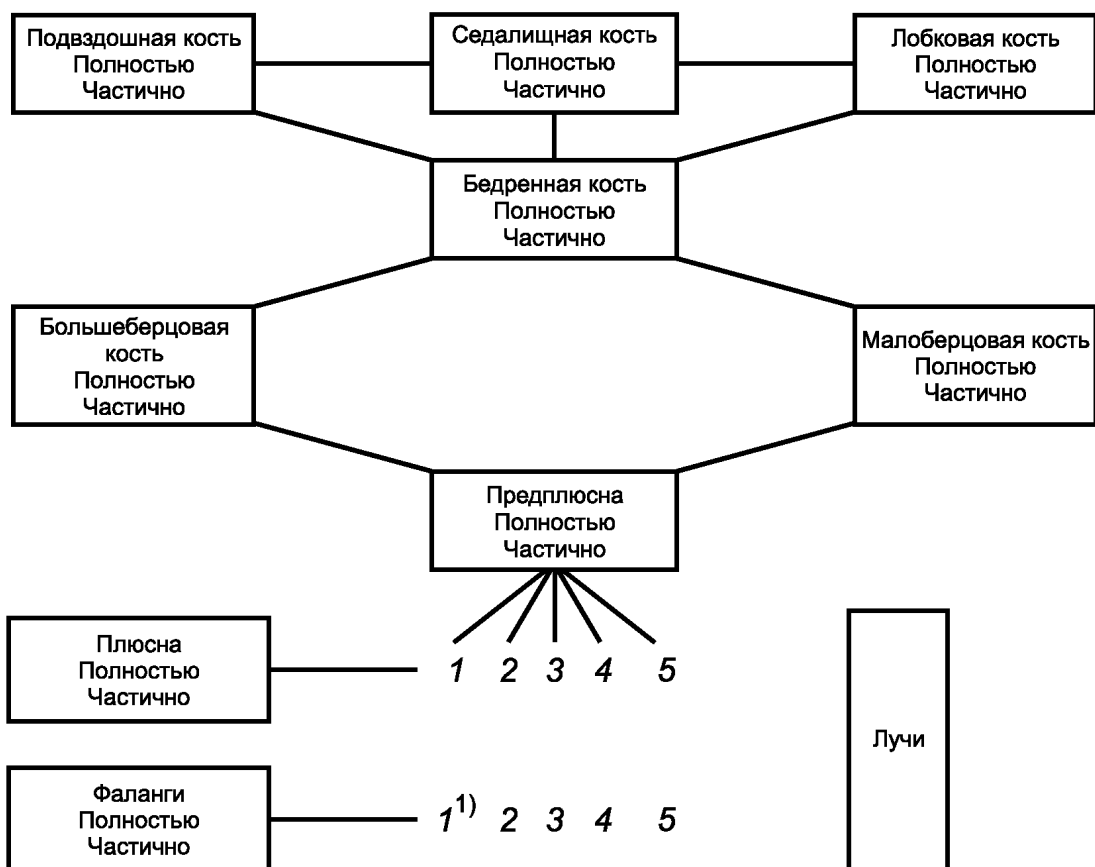 Подвздошная кость
Полностью
Частично
Седалищная кость
Полностью
Частично
Лобковая кость
Полностью
Частично
Бедренная кость
Полностью
Частично
Большеберцовая
кость
Полностью
Частично
Малоберцовая кость
Полностью
Частично
Предплюсна
Полностью
Частично
Плюсна
Полностью
Частично
1 2 3 4 5
Фаланги
Полностью
Частично
1¹⁾ 2 3 4 5
Лучи